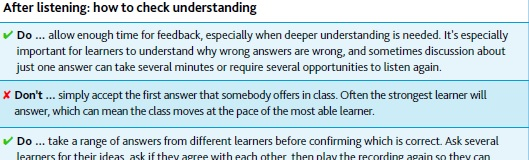 After listening: how to check understanding
✔ Do ... allow enough time for feedback, especially when deeper understanding is needed. It's especially
important for learners to understand why wrong answers are wrong, and sometimes discussion about
just one answer can take several minutes or require several opportunities to listen again.
✘ Don't ... simply accept the first answer that somebody offers in class. Often the strongest learner will
answer, which can mean the class moves at the pace of the most able learner.
✔ Do ... take a range of answers from different learners before confirming which is correct. Ask several
learners for their ideas, ask if they agree with each other, then play the recording again so they can